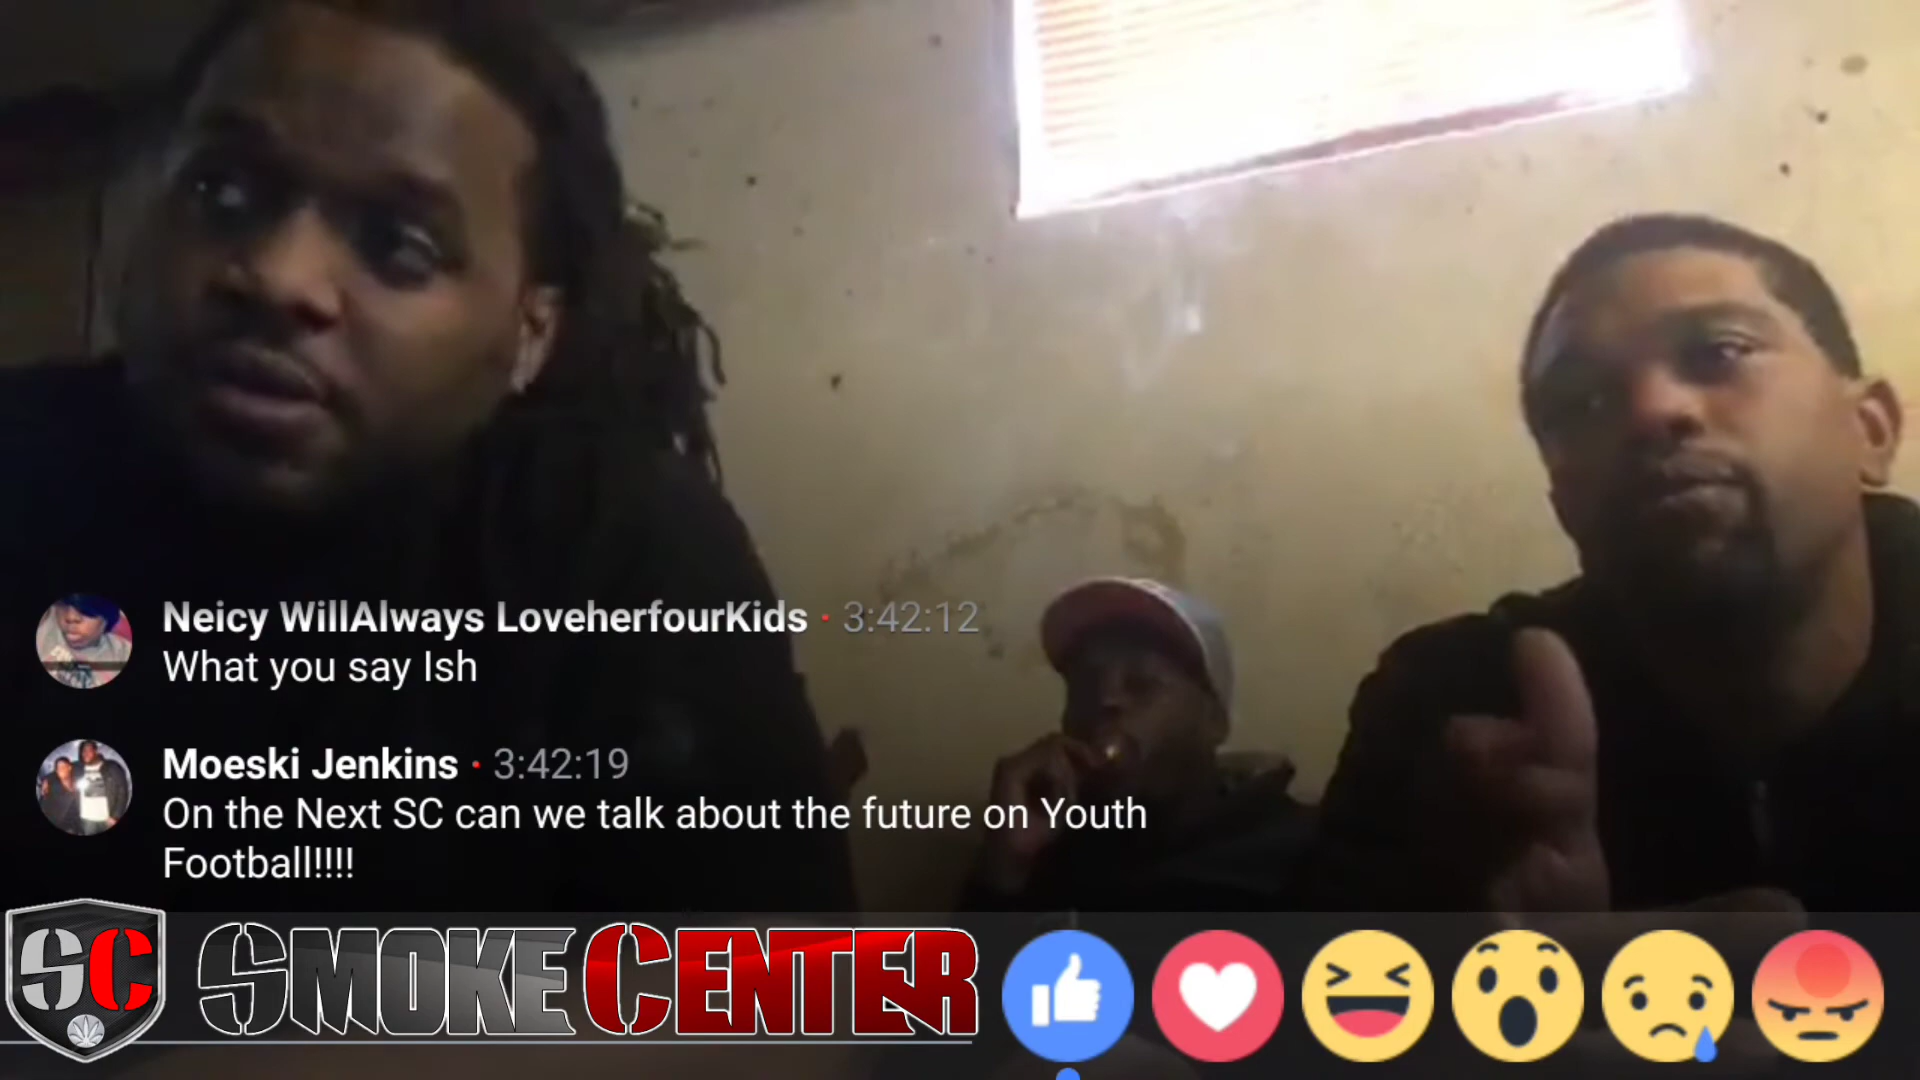 Neicy WillAlways LoveherfourKids · 3:42:12
What you say Ish
Moeski Jenkins · 3:42:19
On the Next SC can we talk about the future on Youth
Football!!!!
SC SMOKE CENTER